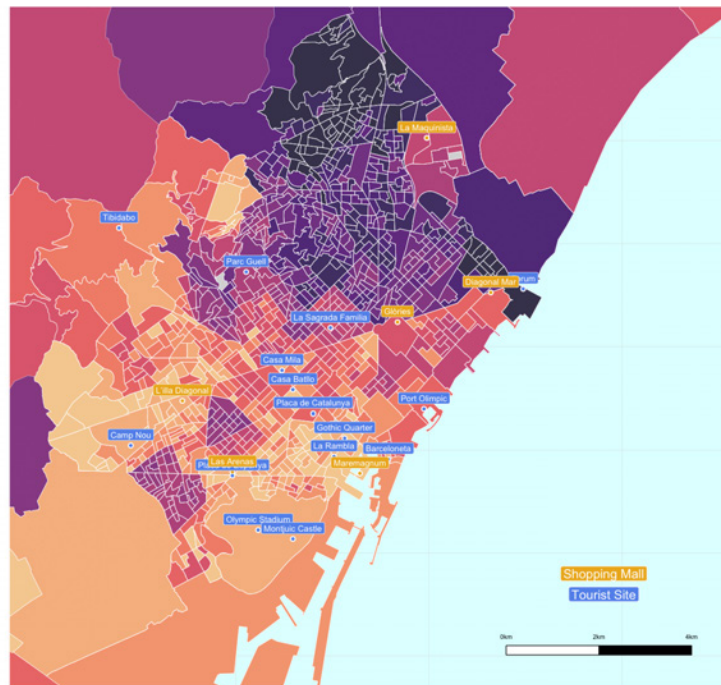 La Maquinista
Tibidabo
Parc Guell
Diagonal Mar
Glòries
La Sagrada Familia
Casa Mila
Casa Batllo
L'illa Diagonal
Port Olimpic
Placa de Catalunya
Gothic Quarter
Camp Nou
La Rambla
Barceloneta
Las Arenas
Maremagnum
Olympic Stadium
Montjuic Castle
Shopping Mall
Tourist Site
0km 2km 4km